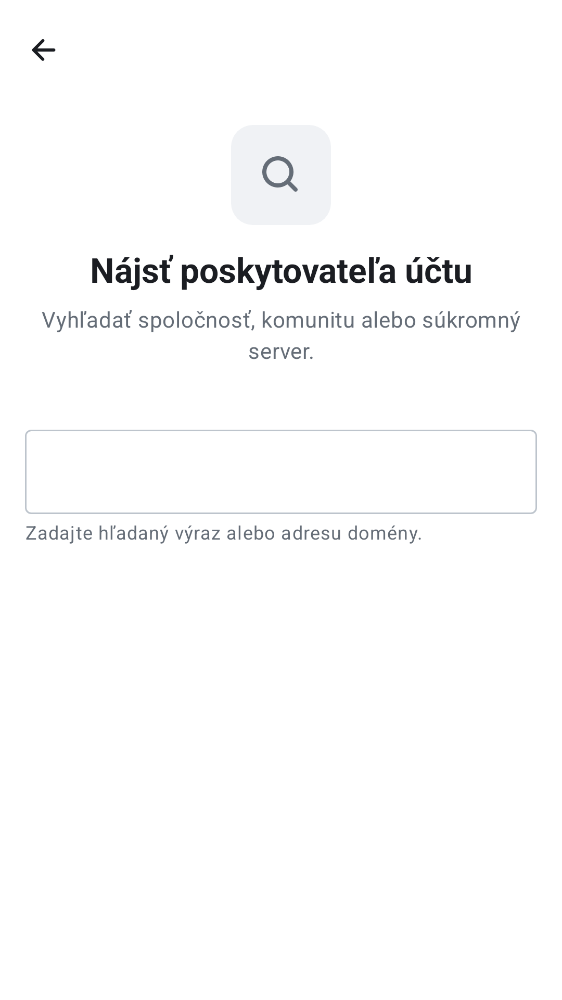 Nájsť poskytovateľa účtu
Vyhľadať spoločnosť, komunitu alebo súkromný
server.
Zadajte hľadaný výraz alebo adresu domény.